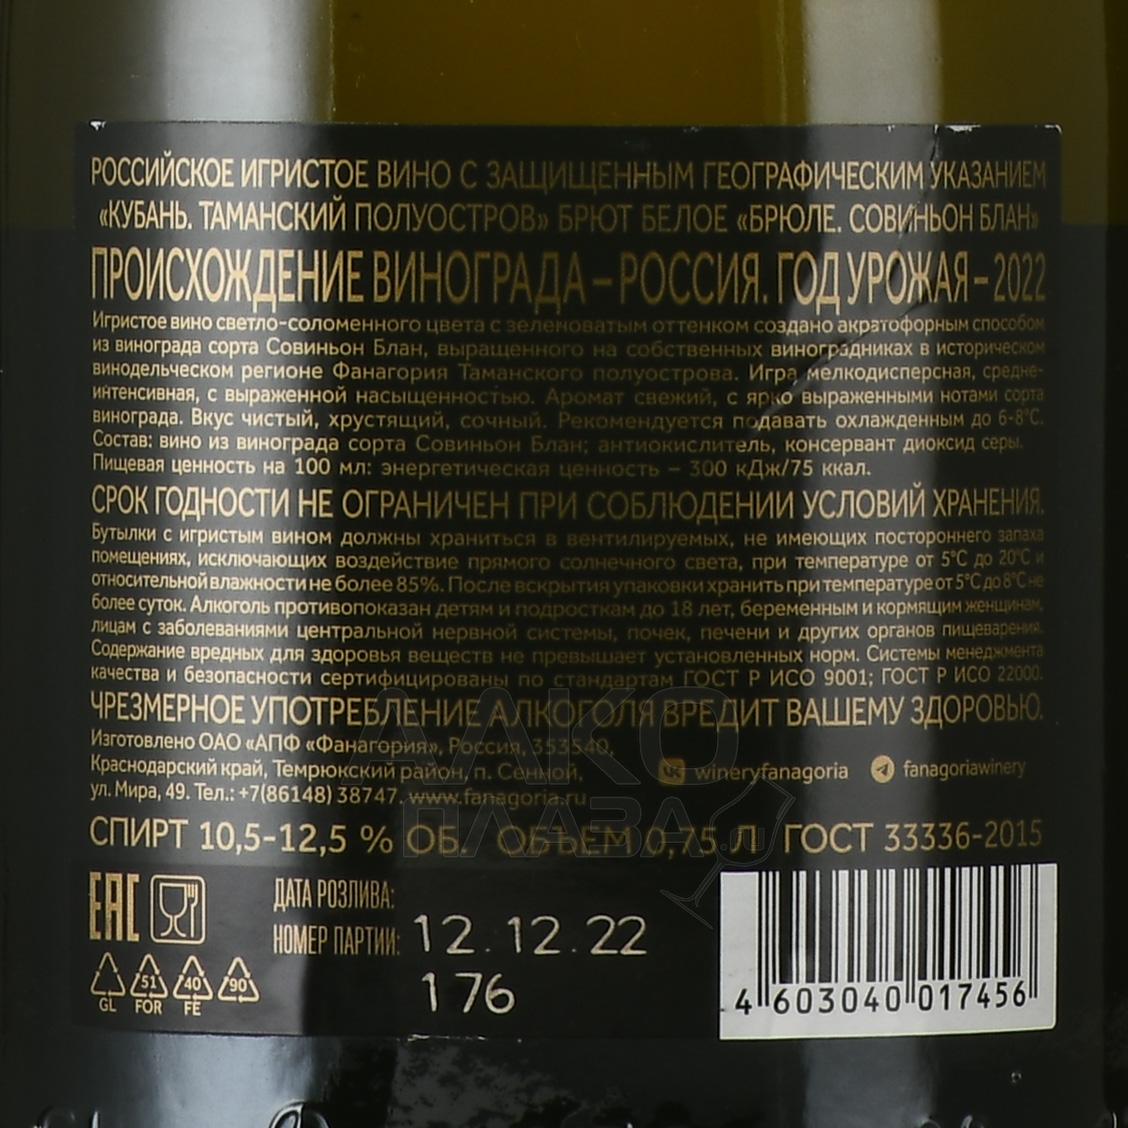 РОССИЙСКОЕ ИГРИСТОЕ ВИНО С ЗАЩИЩЕННЫМ ГЕОГРАФИЧЕСКИМ УКАЗАНИЕМ
«КУБАНЬ. ТАМАНСКИЙ ПОЛУОСТРОВ» БРЮТ БЕЛОЕ «БРЮЛЕ. СОВИНЬОН БЛАН»
ПРОИСХОЖДЕНИЕ ВИНОГРАДА – РОССИЯ. ГОД УРОЖАЯ – 2022
Игристое вино светло-соломенного цвета с зеленоватым оттенком создано акратофорным способом
из винограда сорта Совиньон Блан, выращенного на собственных виноградниках в историческом
винодельческом регионе Фанагория Таманского полуострова. Игра мелкодисперсная, средне-
интенсивная, с выраженной насыщенностью. Аромат свежий, с ярко выраженными нотами сорта
винограда. Вкус чистый, хрустящий, сочный. Рекомендуется подавать охлажденным до 6-8°С.
Состав: вино из винограда сорта Совиньон Блан; антиокислитель, консервант диоксид серы.
Пищевая ценность на 100 мл: энергетическая ценность – 300 кДж/75 ккал.
СРОК ГОДНОСТИ НЕ ОГРАНИЧЕН ПРИ СОБЛЮДЕНИИ УСЛОВИЙ ХРАНЕНИЯ.
Бутылки с игристым вином должны храниться в вентилируемых, не имеющих постороннего запаха
помещениях, исключающих воздействие прямого солнечного света, при температуре от 5°С до 20°С и
относительной влажности не более 85%. После вскрытия упаковки хранить при температуре от 5°С до 8°С не
более суток. Алкоголь противопоказан детям и подросткам до 18 лет, беременным и кормящим женщинам,
лицам с заболеваниями центральной нервной системы, почек, печени и других органов пищеварения.
Содержание вредных для здоровья веществ не превышает установленных норм. Системы менеджмента
качества и безопасности сертифицированы по стандартам ГОСТ Р ИСО 9001; ГОСТ Р ИСО 22000.
ЧРЕЗМЕРНОЕ УПОТРЕБЛЕНИЕ АЛКОГОЛЯ ВРЕДИТ ВАШЕМУ ЗДОРОВЬЮ.
Изготовлено ОАО «АПФ «Фанагория», Россия, 353540,
Краснодарский край, Темрюкский район, п. Сенной,
ул. Мира, 49. Тел.: +7(86148) 38747. www.fanagoria.ru
wineryfanagoria fanagoriawinery
СПИРТ 10,5-12,5 % ОБ. ОБЪЕМ 0,75 Л ГОСТ 33336-2015
ЕАС
ДАТА РОЗЛИВА:
НОМЕР ПАРТИИ: 12.12.22
176
GL 51 FOR 40 FE 90
4 603040 017456
АЛКО
ПЛАЗА.ru